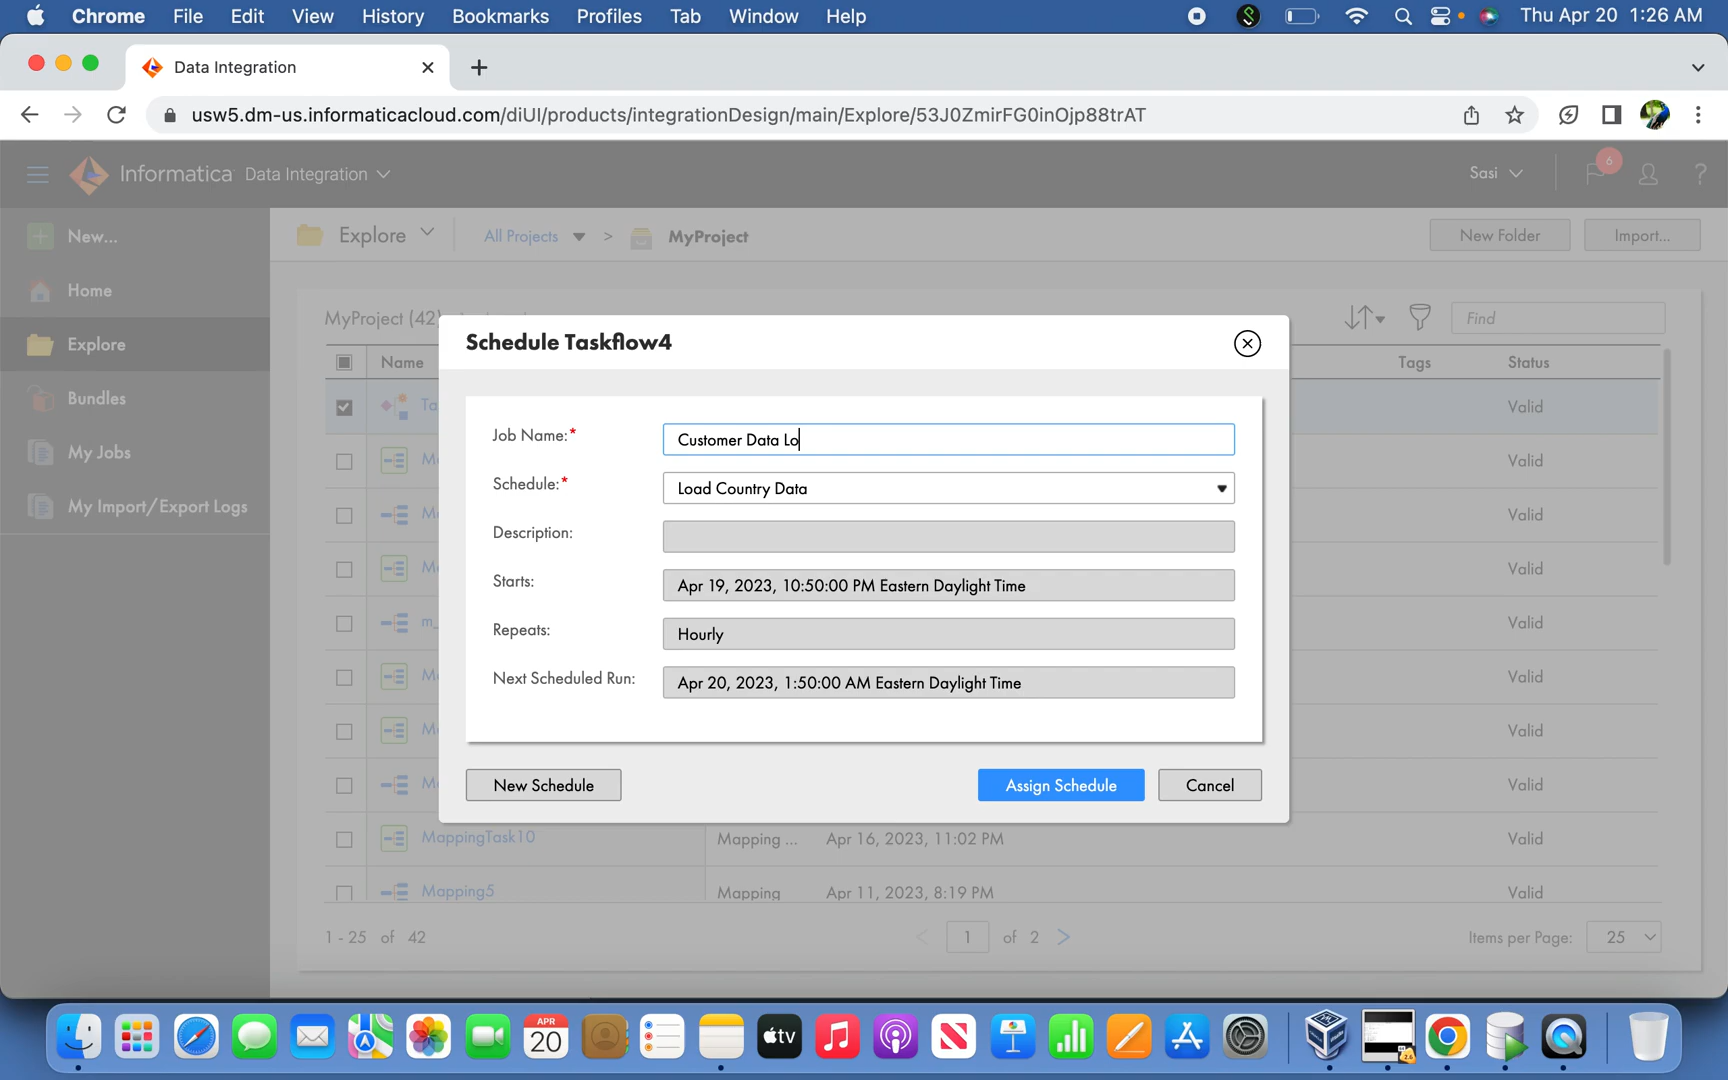 Chrome File Edit View History Bookmarks Profiles Tab Window Help Thu Apr 20 1:26 AM
Data Integration
usw5.dm-us.informaticacloud.com/diUI/products/integrationDesign/main/Explore/53J0ZmirFG0inOjp88trAT
Informatica Data Integration Sasi 6 ?
New... Explore All Projects > MyProject New Folder Import...
Home
MyProject (42) Find
Explore
Name Tags Status
Bundles
Ta Valid
My Jobs
M Valid
My Import/Export Logs
M Valid
M Valid
m_ Valid
M Valid
M Valid
M Valid
Schedule Taskflow4
Job Name:* Customer Data Lo
Schedule:* Load Country Data
Description:
Starts: Apr 19, 2023, 10:50:00 PM Eastern Daylight Time
Repeats: Hourly
Next Scheduled Run: Apr 20, 2023, 1:50:00 AM Eastern Daylight Time
New Schedule Assign Schedule Cancel
MappingTask10 Mapping ... Apr 16, 2023, 11:02 PM Valid
Mapping5 Mapping Apr 11, 2023, 8:19 PM Valid
1 - 25 of 42 < 1 of 2 > Items per Page: 25
APR
20
tv